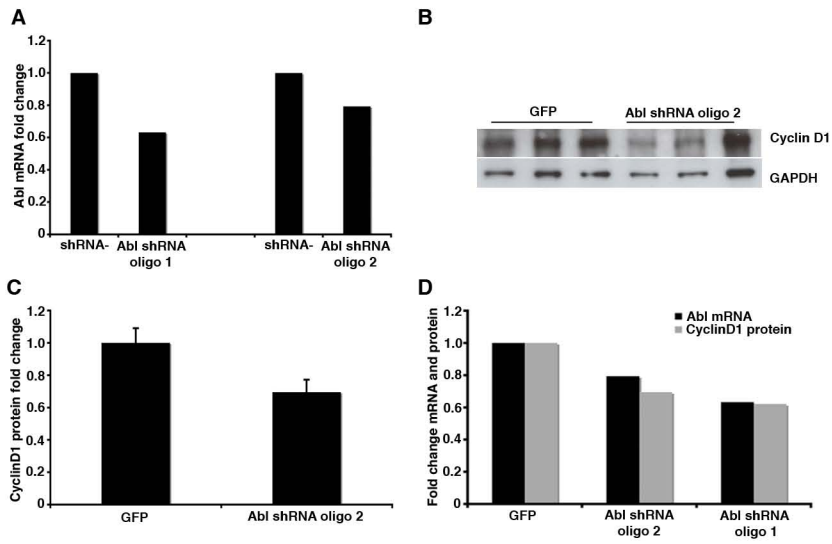 A
Abl mRNA fold change
1.2
1.0
0.8
0.6
0.4
0.2
0
shRNA-
Abl shRNA
oligo 1
shRNA-
Abl shRNA
oligo 2
B
GFP
Abl shRNA oligo 2
Cyclin D1
GAPDH
C
CyclinD1 protein fold change
1.2
1.0
0.8
0.6
0.4
0.2
0
GFP
Abl shRNA oligo 2
D
Fold change mRNA and protein
1.2
1.0
0.8
0.6
0.4
0.2
0
Abl mRNA
CyclinD1 protein
GFP
Abl shRNA
oligo 2
Abl shRNA
oligo 1